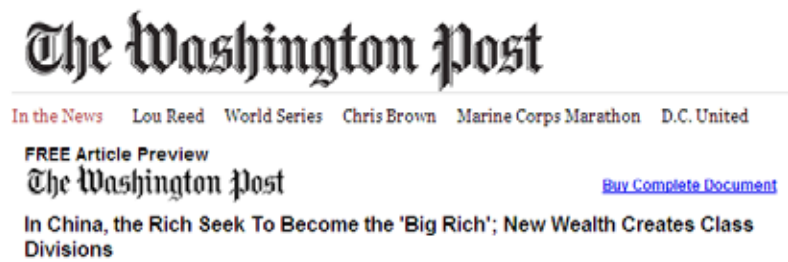 The Washington Post
In the News Lou Reed World Series Chris Brown Marine Corps Marathon D.C. United
FREE Article Preview
The Washington Post
Buy Complete Document
In China, the Rich Seek To Become the 'Big Rich'; New Wealth Creates Class
Divisions